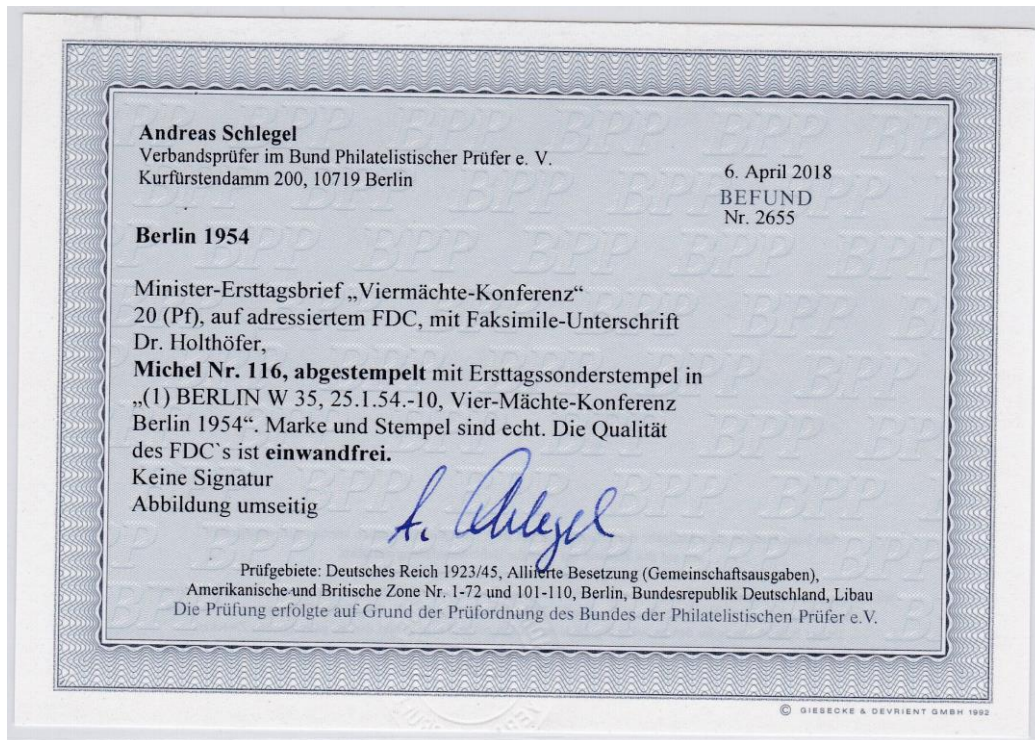 Andreas Schlegel
Verbandsprüfer im Bund Philatelistischer Prüfer e. V.
Kurfürstendamm 200, 10719 Berlin
6. April 2018
BEFUND
Nr. 2655
Berlin 1954
Minister-Ersttagsbrief „Viermächte-Konferenz“
20 (Pf), auf adressiertem FDC, mit Faksimile-Unterschrift
Dr. Holthöfer,
Michel Nr. 116, abgestempelt mit Ersttagssonderstempel in
„(1) BERLIN W 35, 25.1.54.-10, Vier-Mächte-Konferenz
Berlin 1954“. Marke und Stempel sind echt. Die Qualität
des FDC`s ist einwandfrei.
Keine Signatur
Abbildung umseitig
A. Schlegel
Prüfgebiete: Deutsches Reich 1923/45, Alliierte Besetzung (Gemeinschaftsausgaben),
Amerikanische und Britische Zone Nr. 1-72 und 101-110, Berlin, Bundesrepublik Deutschland, Libau
Die Prüfung erfolgte auf Grund der Prüfordnung des Bundes der Philatelistischen Prüfer e.V.
© GIESECKE & DEVRIENT GMBH 1992